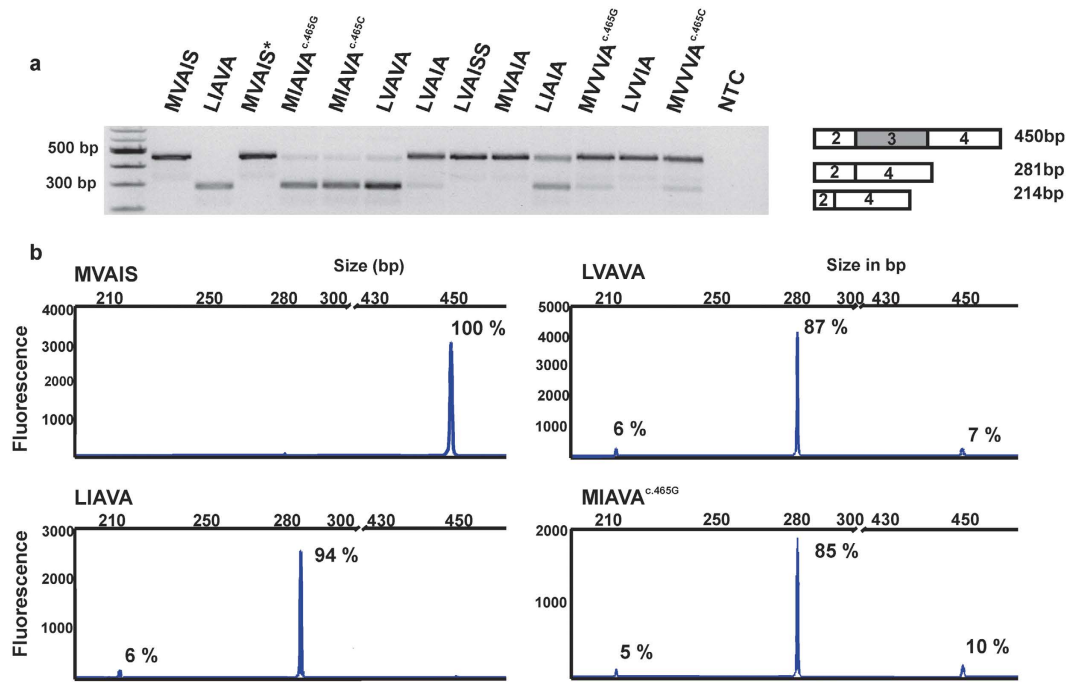 a
MVAIS LIAVA MVAIS* MIAVA c.465G MIAVA c.465C LVAVA LVAIA LVAISS MVAIA LIAIA MVVVA c.465G LVVIA MVVVA c.465C NTC
500 bp
300 bp
2 3 4 450bp
2 4 281bp
2 4 214bp
b
MVAIS
Size (bp)
210 250 280 300 430 450
4000
3000
2000
1000
Fluorescence
100 %
LVAVA
Size in bp
210 250 280 300 430 450
5000
4000
3000
2000
1000
87 %
6 %
7 %
LIAVA
210 250 280 300 430 450
3000
2000
1000
Fluorescence
94 %
6 %
MIAVA c.465G
210 250 280 300 430 450
2000
1000
85 %
5 %
10 %